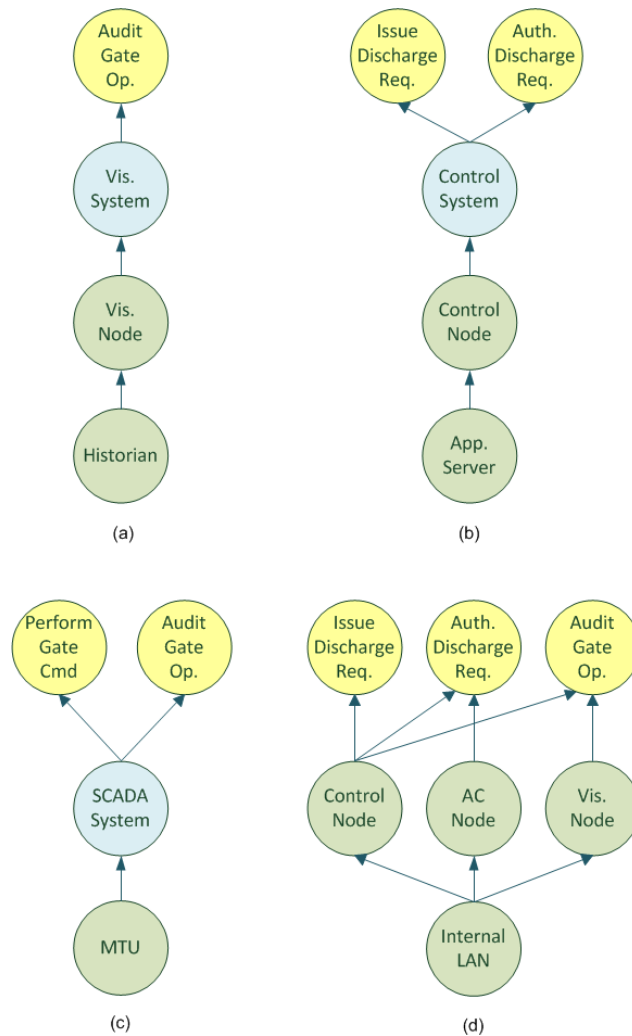 Audit
Gate
Op.
Vis.
System
Vis.
Node
Historian
(a)
Issue
Discharge
Req.
Auth.
Discharge
Req.
Control
System
Control
Node
App.
Server
(b)
Perform
Gate
Cmd
Audit
Gate
Op.
SCADA
System
MTU
(c)
Issue
Discharge
Req.
Auth.
Discharge
Req.
Audit
Gate
Op.
Control
Node
AC
Node
Vis.
Node
Internal
LAN
(d)